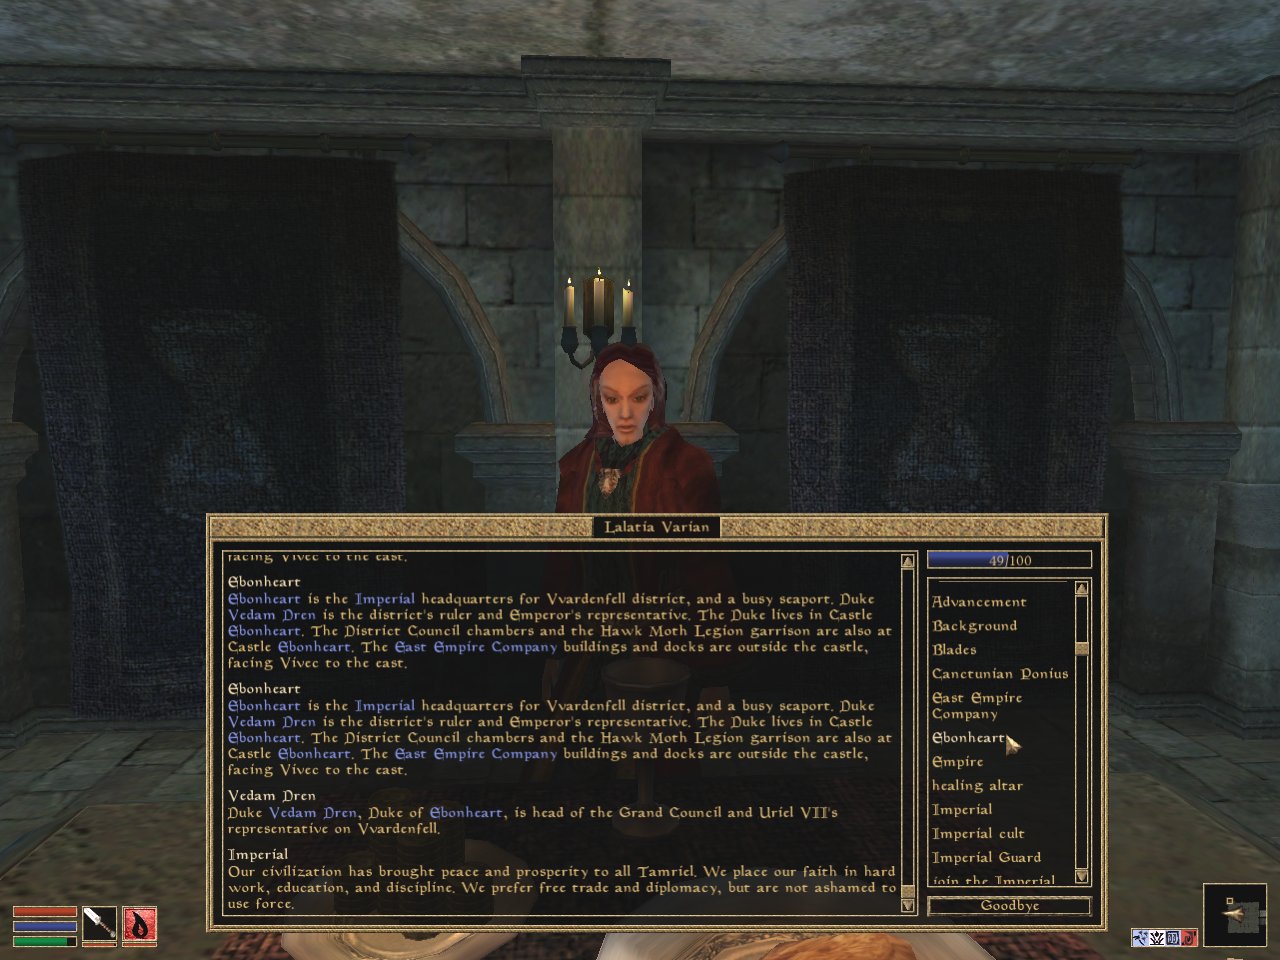 Lalatia Varian
facing Vivec to the east.
Ebonheart
Ebonheart is the Imperial headquarters for Vvardenfell district, and a busy seaport. Duke
Vedam Dren is the district's ruler and Emperor's representative. The Duke lives in Castle
Ebonheart. The District Council chambers and the Hawk Moth Legion garrison are also at
Castle Ebonheart. The East Empire Company buildings and docks are outside the castle,
facing Vivec to the east.
Ebonheart
Ebonheart is the Imperial headquarters for Vvardenfell district, and a busy seaport. Duke
Vedam Dren is the district's ruler and Emperor's representative. The Duke lives in Castle
Ebonheart. The District Council chambers and the Hawk Moth Legion garrison are also at
Castle Ebonheart. The East Empire Company buildings and docks are outside the castle,
facing Vivec to the east.
Vedam Dren
Duke Vedam Dren, Duke of Ebonheart, is head of the Grand Council and Uriel VII's
representative on Vvardenfell.
Imperial
Our civilization has brought peace and prosperity to all Tamriel. We place our faith in hard
work, education, and discipline. We prefer free trade and diplomacy, but are not ashamed to
use force.
49/100
Advancement
Background
Blades
Canctunian Ponius
East Empire
Company
Ebonheart
Empire
healing altar
Imperial
Imperial cult
Imperial Guard
join the Imperial
Goodbye